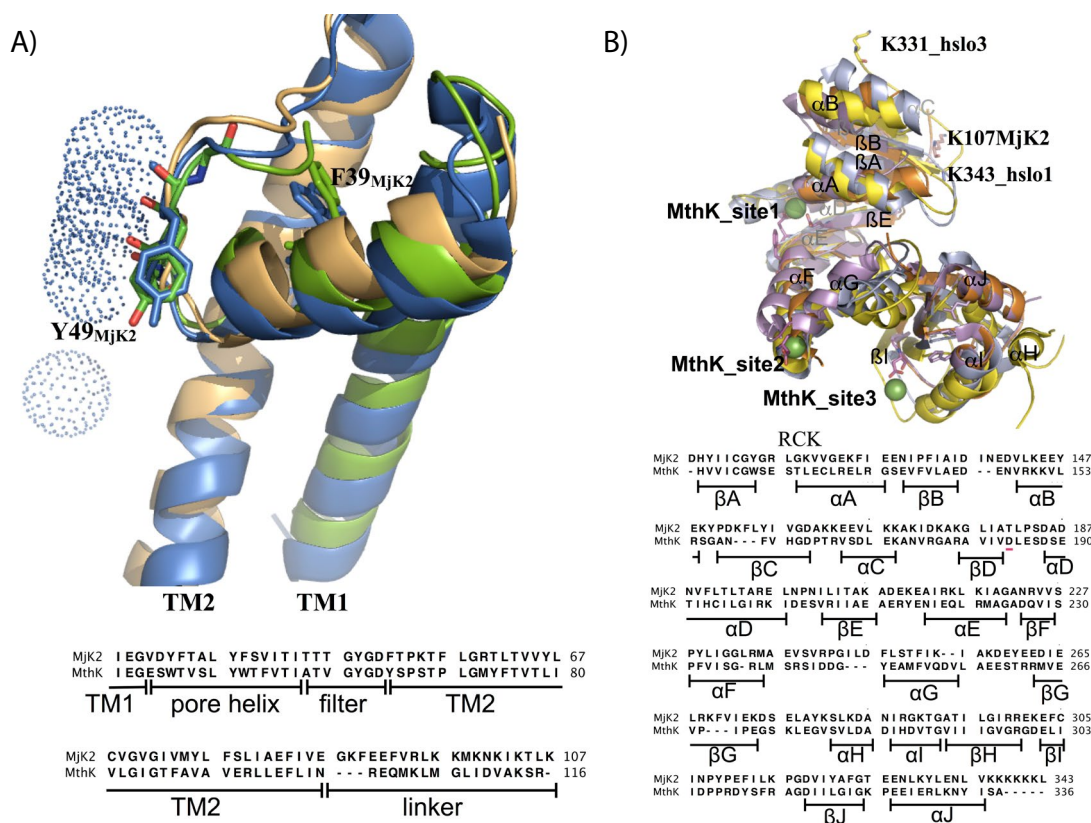 A)
F39MjK2
Y49MjK2
TM2 TM1
MjK2 IEGVDYFTAL YFSVITITTT GYGDFTPKTF LGRTLTVVYL 67
MthK IEGESWTVSL YWTFVTIATV GYGDYSPSTP LGMYFTVTLI 80
TM1 pore helix filter TM2
MjK2 CVGVGIVMYL FSLIAEFIVE GKFEEFVRLK KMKNKIKTLK 107
MthK VLGIGTFAVA VERLLEFLIN ---REQMKLM GLIDVAKSR- 116
TM2 linker
B)
K331_hslo3
αB αC
K107MjK2
βB
βA
K343_hslo1
αA
αD
MthK_site1
βE
αE
αF αG αJ
MthK_site2
βI αI αH
MthK_site3
RCK
MjK2 DHYIICGYGR LGKVVGEKFI EENIPFIAID INEDVLKEEY 147
MthK -HVVICGWSE STLECLRELR GSEVFVLAED --ENVRKKVL 153
βA αA βB αB
MjK2 EKYPDKFLYI VGDAKKEEVL KKAKIDKAKG LIATLPSDAD 187
MthK RSGAN---FV HGDPTRVSDL EKANVRGARA VIVDLESDSE 190
βC αC βD αD
MjK2 NVFLTLTARE LNPNILITAK ADEKEAIRKL KIAGANRVVS 227
MthK TIHCILGIRK IDESVRIIAE AERYENIEQL RMAGADQVIS 230
αD βE αE βF
MjK2 PYLIGGLRMA EVSVRPGILD FLSTFIK--I AKDEYEEDIE 265
MthK PFVISG-RLM SRSIDDG---YEAMFVQDVL AEESTRRMVE 266
αF αG βG
MjK2 LRKFVIEKDS ELAYKSLKDA NIRGKTGATI LGIRREKEFC 305
MthK VP--IPEGSK LEGVSVLDAD IHDVTGVII GVGRGDELI 303
βG αH αI βH βI
MjK2 INPYPEFILK PGDVIYAFGT EENLKYLENL VKKKKKKL 343
MthK IDPPRDYSFR AGDIILGIGK PEEIERLKNY ISA----- 336
βJ αJ